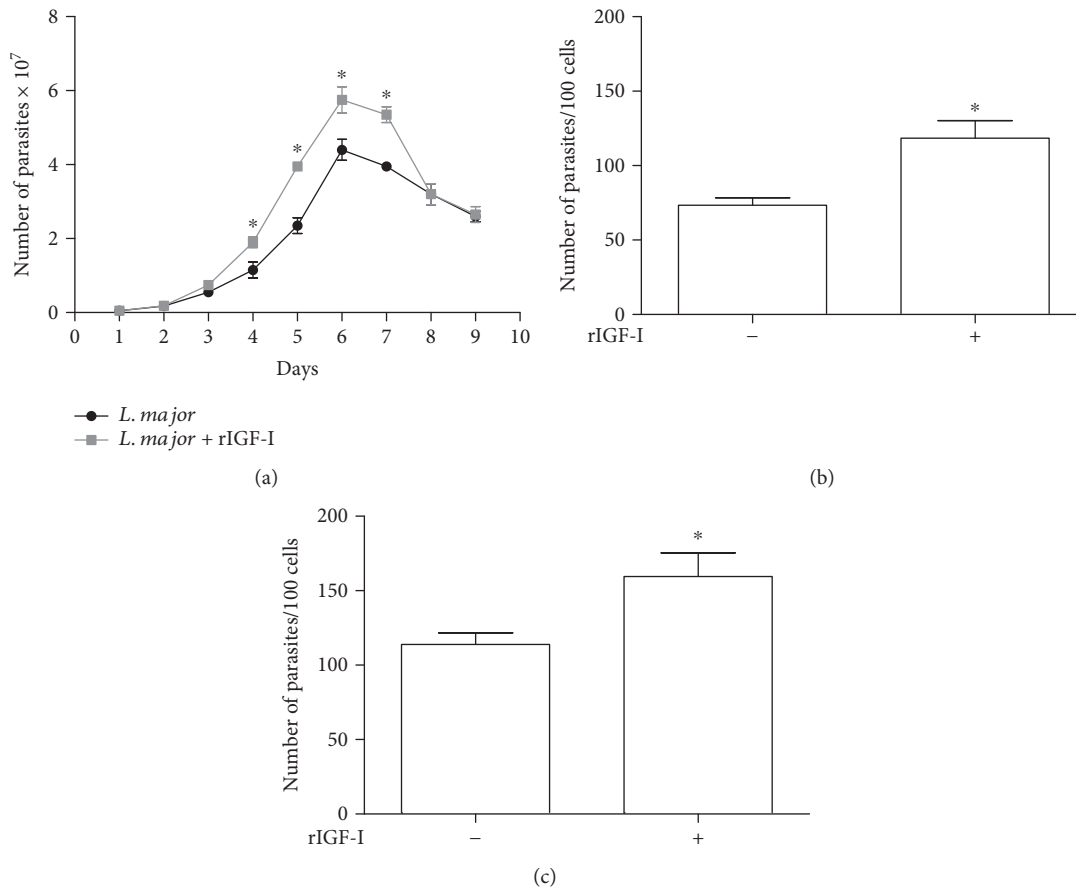 8
6
4
2
0
Number of parasites × 10⁷
* * * *
0 1 2 3 4 5 6 7 8 9 10
Days
L. major
L. major + rIGF-I
(a)
200
150
100
50
0
Number of parasites/100 cells
*
rIGF-I − +
(b)
200
150
100
50
0
Number of parasites/100 cells
*
rIGF-I − +
(c)